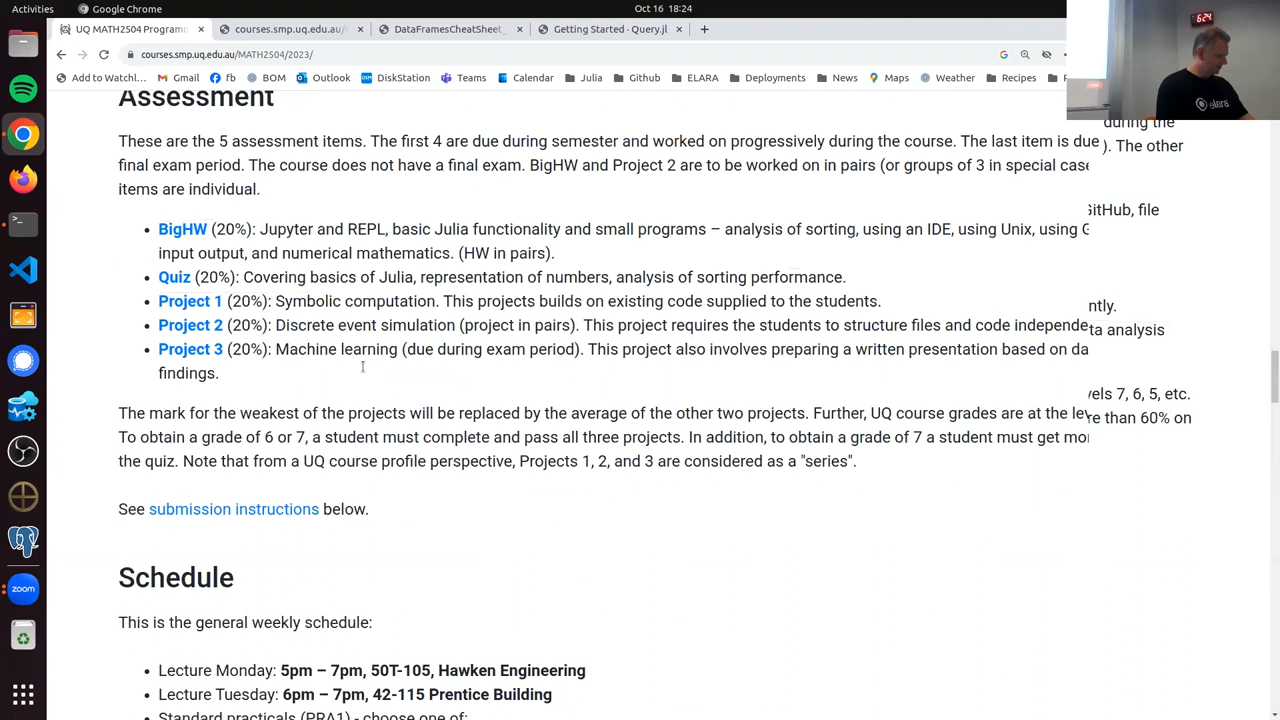 Activities
Google Chrome
Oct 16 18:24
UQ MATH2504 Programm
courses.smp.uq.edu.au/
DataFramesCheatSheet_
Getting Started - Query.jl
courses.smp.uq.edu.au/MATH2504/2023/
Add to Watchl...
Gmail
fb
BOM
Outlook
DiskStation
Teams
Calendar
Julia
Github
ELARA
Deployments
News
Maps
Weather
Recipes
6:24
elara
Assessment
during the
These are the 5 assessment items. The first 4 are due during semester and worked on progressively during the course. The last item is due
). The other
final exam period. The course does not have a final exam. BigHW and Project 2 are to be worked on in pairs (or groups of 3 in special case
items are individual.
GitHub, file
• BigHW (20%): Jupyter and REPL, basic Julia functionality and small programs – analysis of sorting, using an IDE, using Unix, using G
input output, and numerical mathematics. (HW in pairs).
• Quiz (20%): Covering basics of Julia, representation of numbers, analysis of sorting performance.
• Project 1 (20%): Symbolic computation. This projects builds on existing code supplied to the students.
ntly.
• Project 2 (20%): Discrete event simulation (project in pairs). This project requires the students to structure files and code independe
ta analysis
• Project 3 (20%): Machine learning (due during exam period). This project also involves preparing a written presentation based on da
findings.
vels 7, 6, 5, etc.
The mark for the weakest of the projects will be replaced by the average of the other two projects. Further, UQ course grades are at the lev
re than 60% on
To obtain a grade of 6 or 7, a student must complete and pass all three projects. In addition, to obtain a grade of 7 a student must get mor
the quiz. Note that from a UQ course profile perspective, Projects 1, 2, and 3 are considered as a "series".
See submission instructions below.
Schedule
This is the general weekly schedule:
• Lecture Monday: 5pm – 7pm, 50T-105, Hawken Engineering
• Lecture Tuesday: 6pm – 7pm, 42-115 Prentice Building
• Standard practicals (PRA1) - choose one of:
zoom